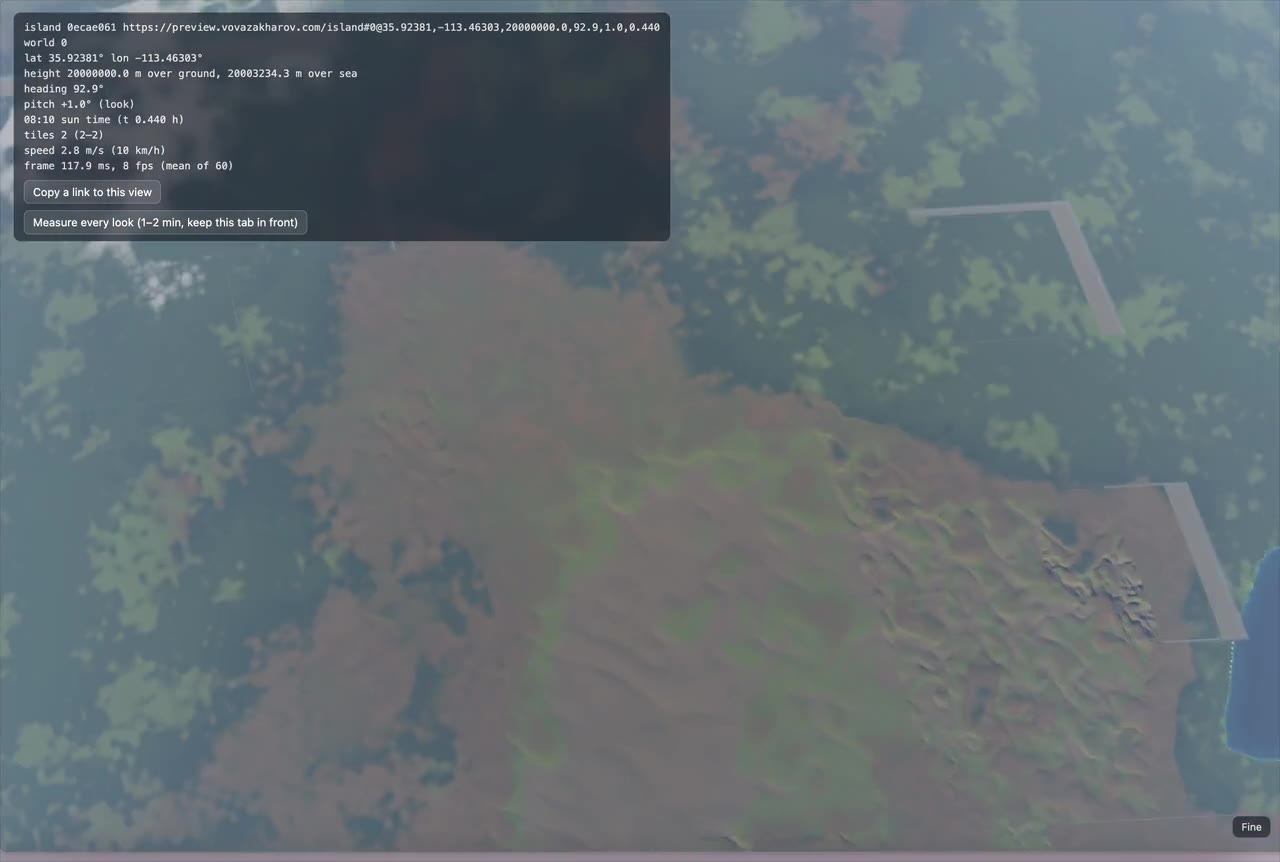 island 0ecae061 https://preview.vovazakharov.com/island#0@35.92381,-113.46303,20000000.0,92.9,1.0,0.440
world 0
lat 35.92381° lon -113.46303°
height 20000000.0 m over ground, 20003234.3 m over sea
heading 92.9°
pitch +1.0° (look)
08:10 sun time (t 0.440 h)
tiles 2 (2–2)
speed 2.8 m/s (10 km/h)
frame 117.9 ms, 8 fps (mean of 60)
Copy a link to this view
Measure every look (1–2 min, keep this tab in front)
Fine